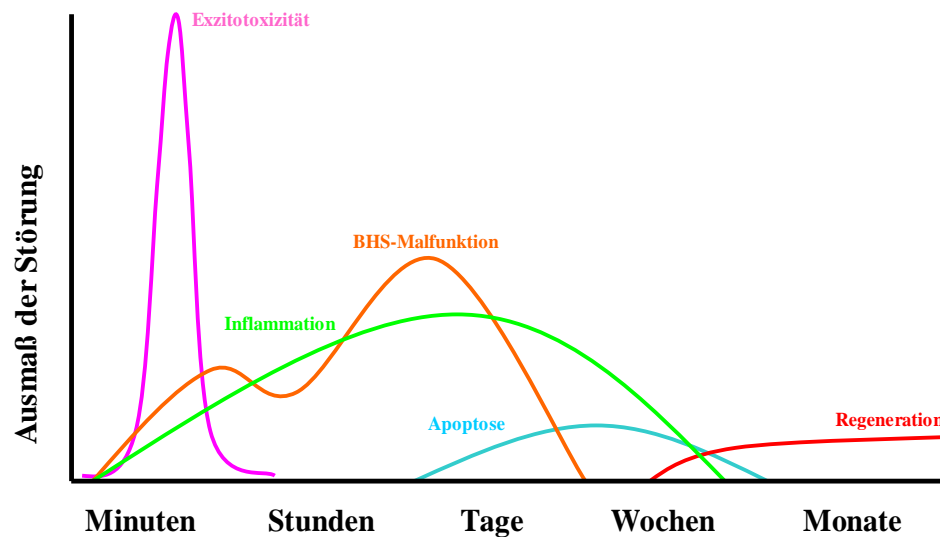 Exzitotoxizität
BHS-Malfunktion
Inflammation
Apoptose
Regeneration
Ausmaß der Störung
Minuten Stunden Tage Wochen Monate